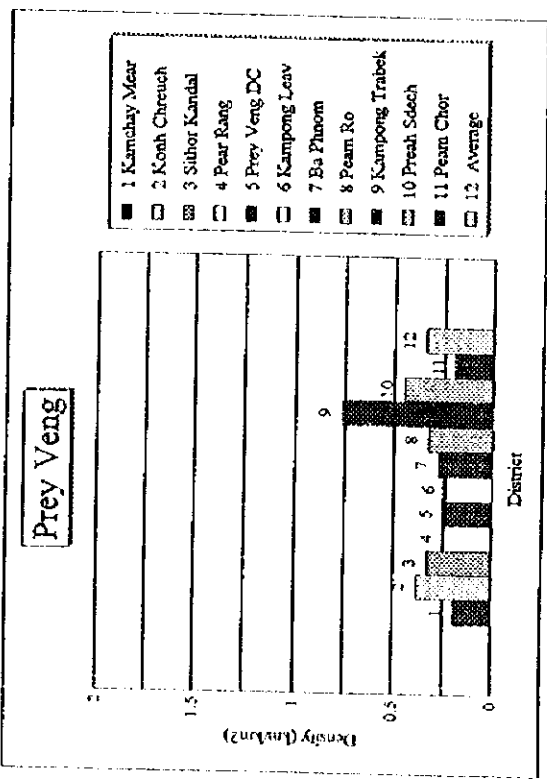 Prey Veng
Density (km/km2)
2
1.5
1
0.5
0
1
3
4
5
6
7
8
9
10
11
12
District
1 Kamchay Mear
2 Konh Chreuch
3 Sithor Kandal
4 Pear Rang
5 Prey Veng DC
6 Kampong Leav
7 Ba Phnom
8 Peam Ro
9 Kampong Trabek
10 Preah Sdech
11 Peam Chor
12 Average